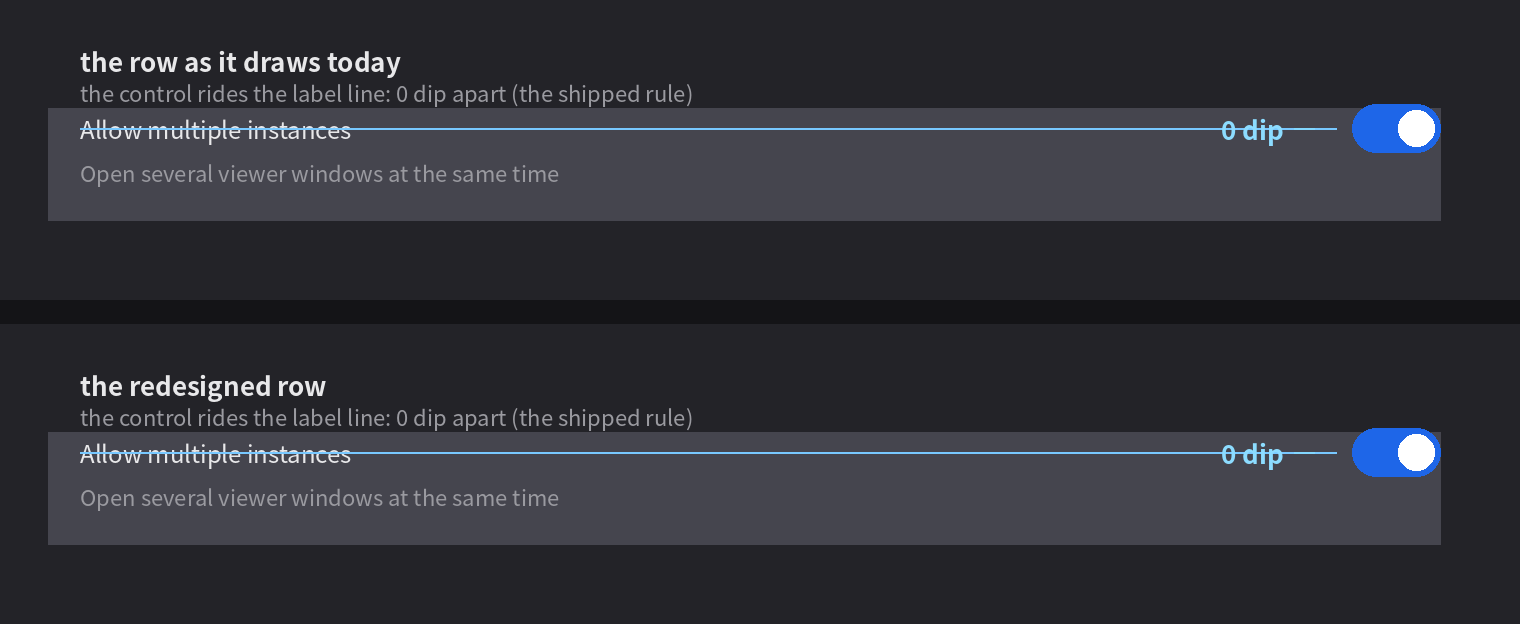 the row as it draws today
the control rides the label line: 0 dip apart (the shipped rule)
Allow multiple instances 0 dip
Open several viewer windows at the same time
the redesigned row
the control rides the label line: 0 dip apart (the shipped rule)
Allow multiple instances 0 dip
Open several viewer windows at the same time